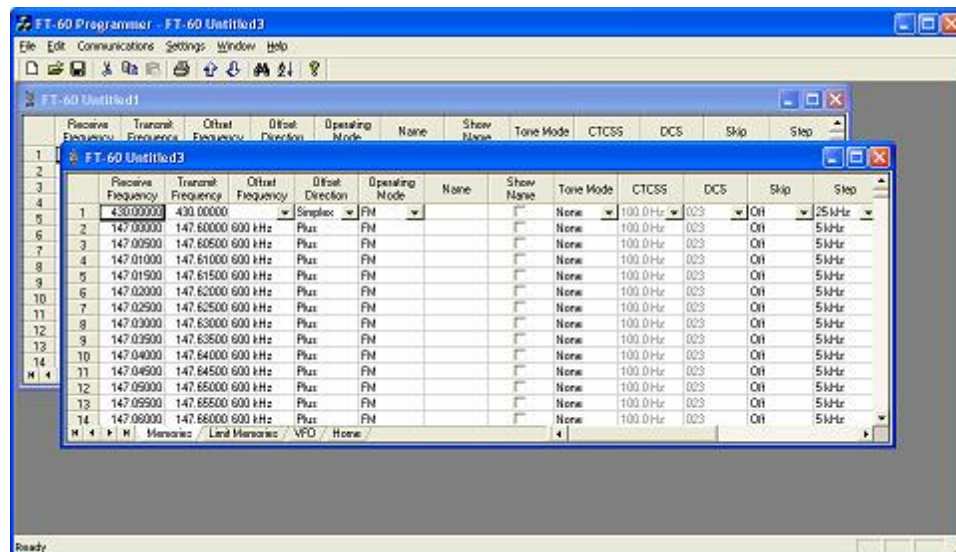 FT-60 Programmer - FT-60 Untitled3
File Edit Communications Settings Window Help
FT-60 Untitled1
Receive Frequency Transmit Frequency Offset Frequency Offset Direction Operating Mode Name Show Name Tone Mode CTCSS DCS Skip Step
1
2
3
4
5
6
7
8
9
10
11
12
13
14
FT-60 Untitled3
Receive Frequency Transmit Frequency Offset Frequency Offset Direction Operating Mode Name Show Name Tone Mode CTCSS DCS Skip Step
1 430.00000 430.00000 Simplex FM None 100.0 Hz 023 Off 25 kHz
2 147.00000 147.60000 600 kHz Plus FM None 100.0 Hz 023 Off 5 kHz
3 147.00500 147.60500 600 kHz Plus FM None 100.0 Hz 023 Off 5 kHz
4 147.01000 147.61000 600 kHz Plus FM None 100.0 Hz 023 Off 5 kHz
5 147.01500 147.61500 600 kHz Plus FM None 100.0 Hz 023 Off 5 kHz
6 147.02000 147.62000 600 kHz Plus FM None 100.0 Hz 023 Off 5 kHz
7 147.02500 147.62500 600 kHz Plus FM None 100.0 Hz 023 Off 5 kHz
8 147.03000 147.63000 600 kHz Plus FM None 100.0 Hz 023 Off 5 kHz
9 147.03500 147.63500 600 kHz Plus FM None 100.0 Hz 023 Off 5 kHz
10 147.04000 147.64000 600 kHz Plus FM None 100.0 Hz 023 Off 5 kHz
11 147.04500 147.64500 600 kHz Plus FM None 100.0 Hz 023 Off 5 kHz
12 147.05000 147.65000 600 kHz Plus FM None 100.0 Hz 023 Off 5 kHz
13 147.05500 147.65500 600 kHz Plus FM None 100.0 Hz 023 Off 5 kHz
14 147.06000 147.66000 600 kHz Plus FM None 100.0 Hz 023 Off 5 kHz
Memories Limit Memories VFO Home
Ready